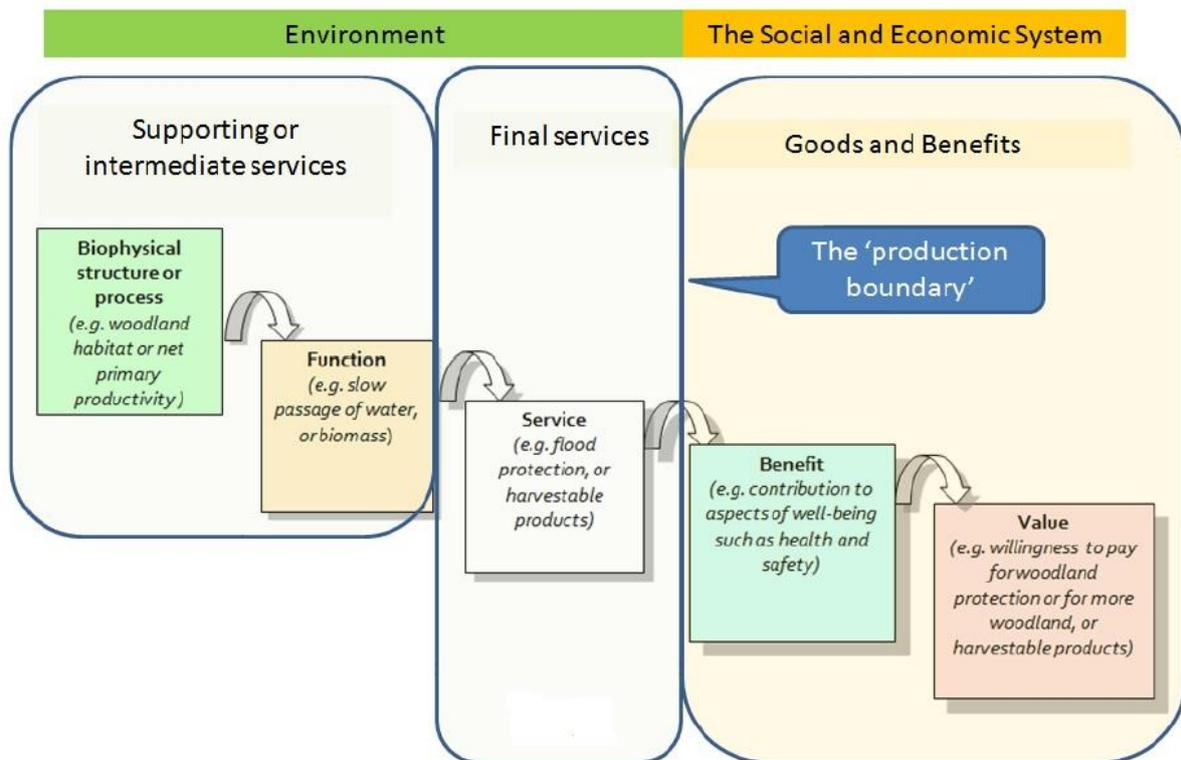 Environment
The Social and Economic System
Supporting or
intermediate services
Final services
Goods and Benefits
The ‘production
boundary’
Biophysical
structure or
process
(e.g. woodland
habitat or net
primary
productivity)
Function
(e.g. slow
passage of water,
or biomass)
Service
(e.g. flood
protection, or
harvestable
products)
Benefit
(e.g. contribution to
aspects of well-being
such as health and
safety)
Value
(e.g. willingness to pay
for woodland
protection or for more
woodland, or
harvestable products)